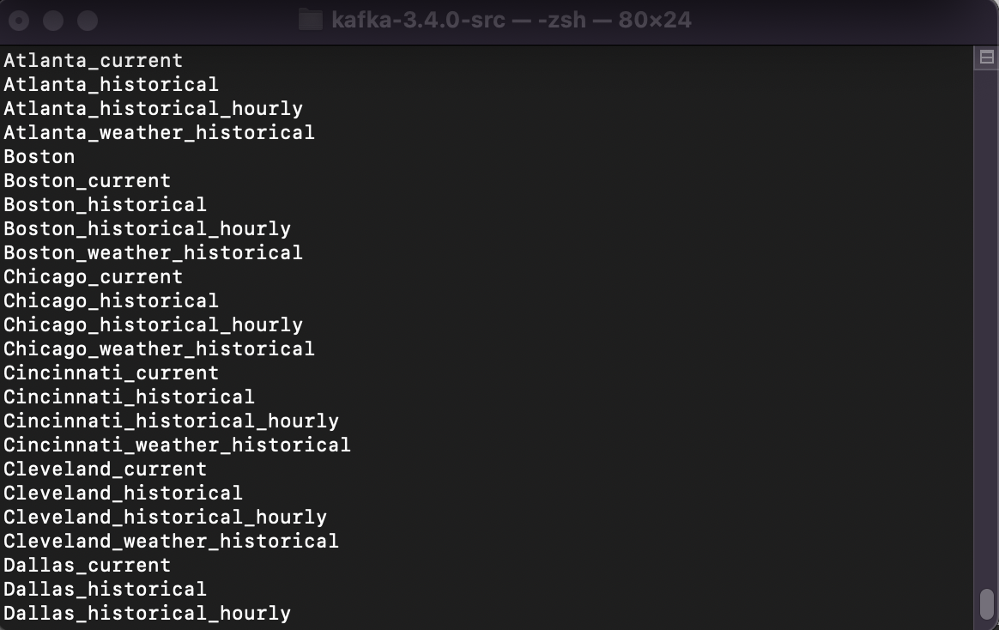 kafka-3.4.0-src — -zsh — 80×24
Atlanta_current
Atlanta_historical
Atlanta_historical_hourly
Atlanta_weather_historical
Boston
Boston_current
Boston_historical
Boston_historical_hourly
Boston_weather_historical
Chicago_current
Chicago_historical
Chicago_historical_hourly
Chicago_weather_historical
Cincinnati_current
Cincinnati_historical
Cincinnati_historical_hourly
Cincinnati_weather_historical
Cleveland_current
Cleveland_historical
Cleveland_historical_hourly
Cleveland_weather_historical
Dallas_current
Dallas_historical
Dallas_historical_hourly